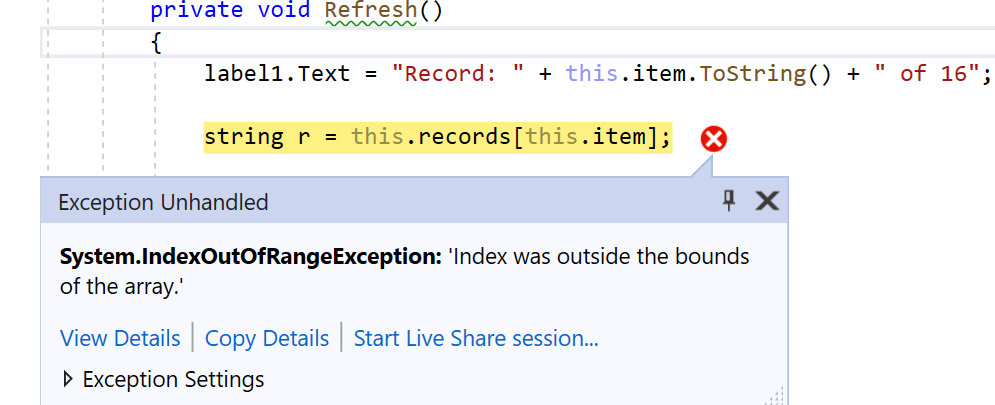 private void Refresh()
{
label1.Text = "Record: " + this.item.ToString() + " of 16";
string r = this.records[this.item];
Exception Unhandled
System.IndexOutOfRangeException: 'Index was outside the bounds
of the array.'
View Details | Copy Details | Start Live Share session...
Exception Settings